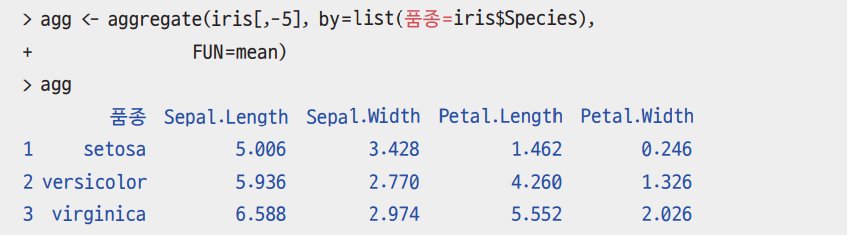 > agg <- aggregate(iris[,-5], by=list(품종=iris$Species),
+ FUN=mean)
> agg
품종 Sepal.Length Sepal.Width Petal.Length Petal.Width
1 setosa 5.006 3.428 1.462 0.246
2 versicolor 5.936 2.770 4.260 1.326
3 virginica 6.588 2.974 5.552 2.026